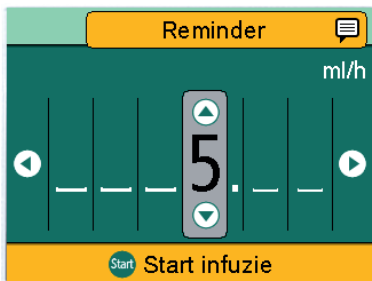 Reminder
ml/h
_ _ _ 5 . _ _
Start Start infuzie